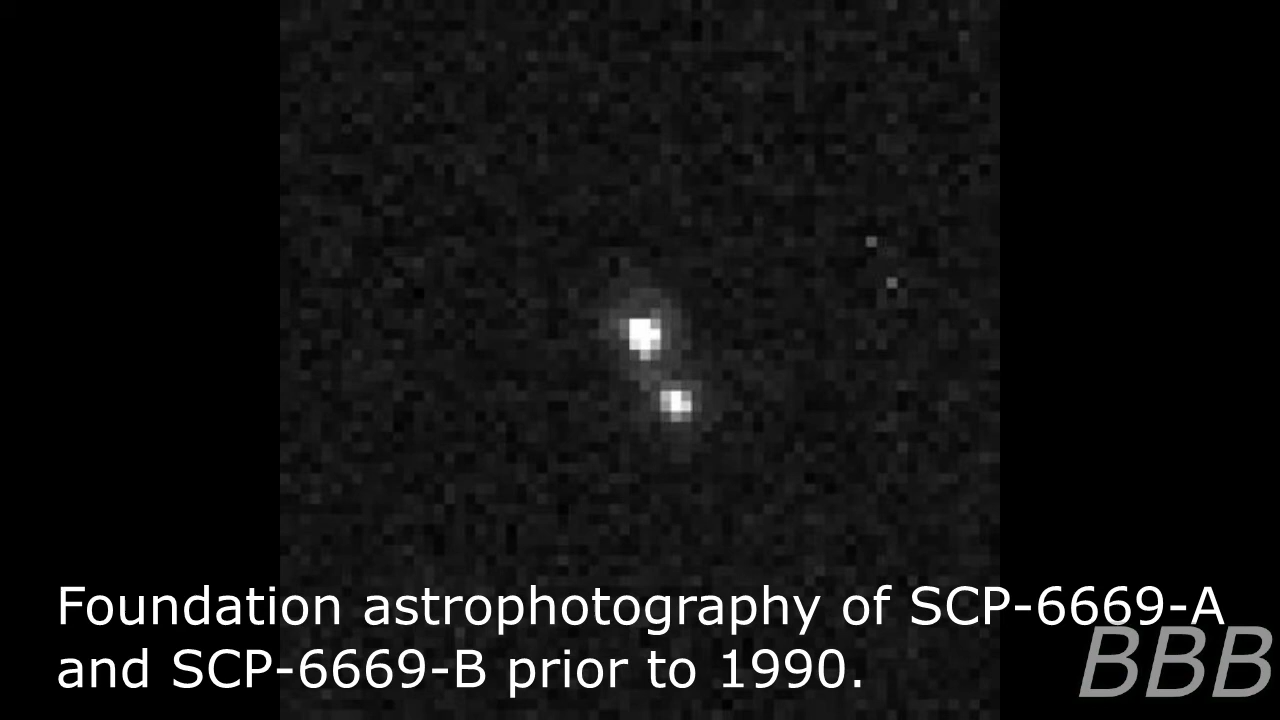 Foundation astrophotography of SCP-6669-A
and SCP-6669-B prior to 1990.
BBB